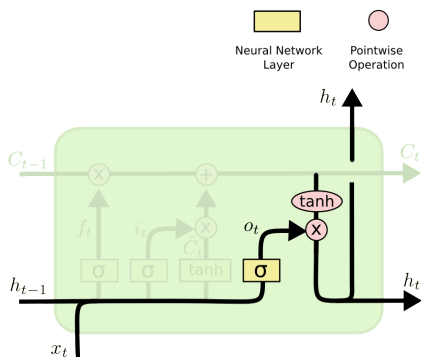 Neural Network
Layer
Pointwise
Operation
h_t
C_{t-1}
C_t
x
+
tanh
f_t
i_t
o_t
x
x
C̃_t
σ
σ
tanh
σ
h_{t-1}
h_t
x_t